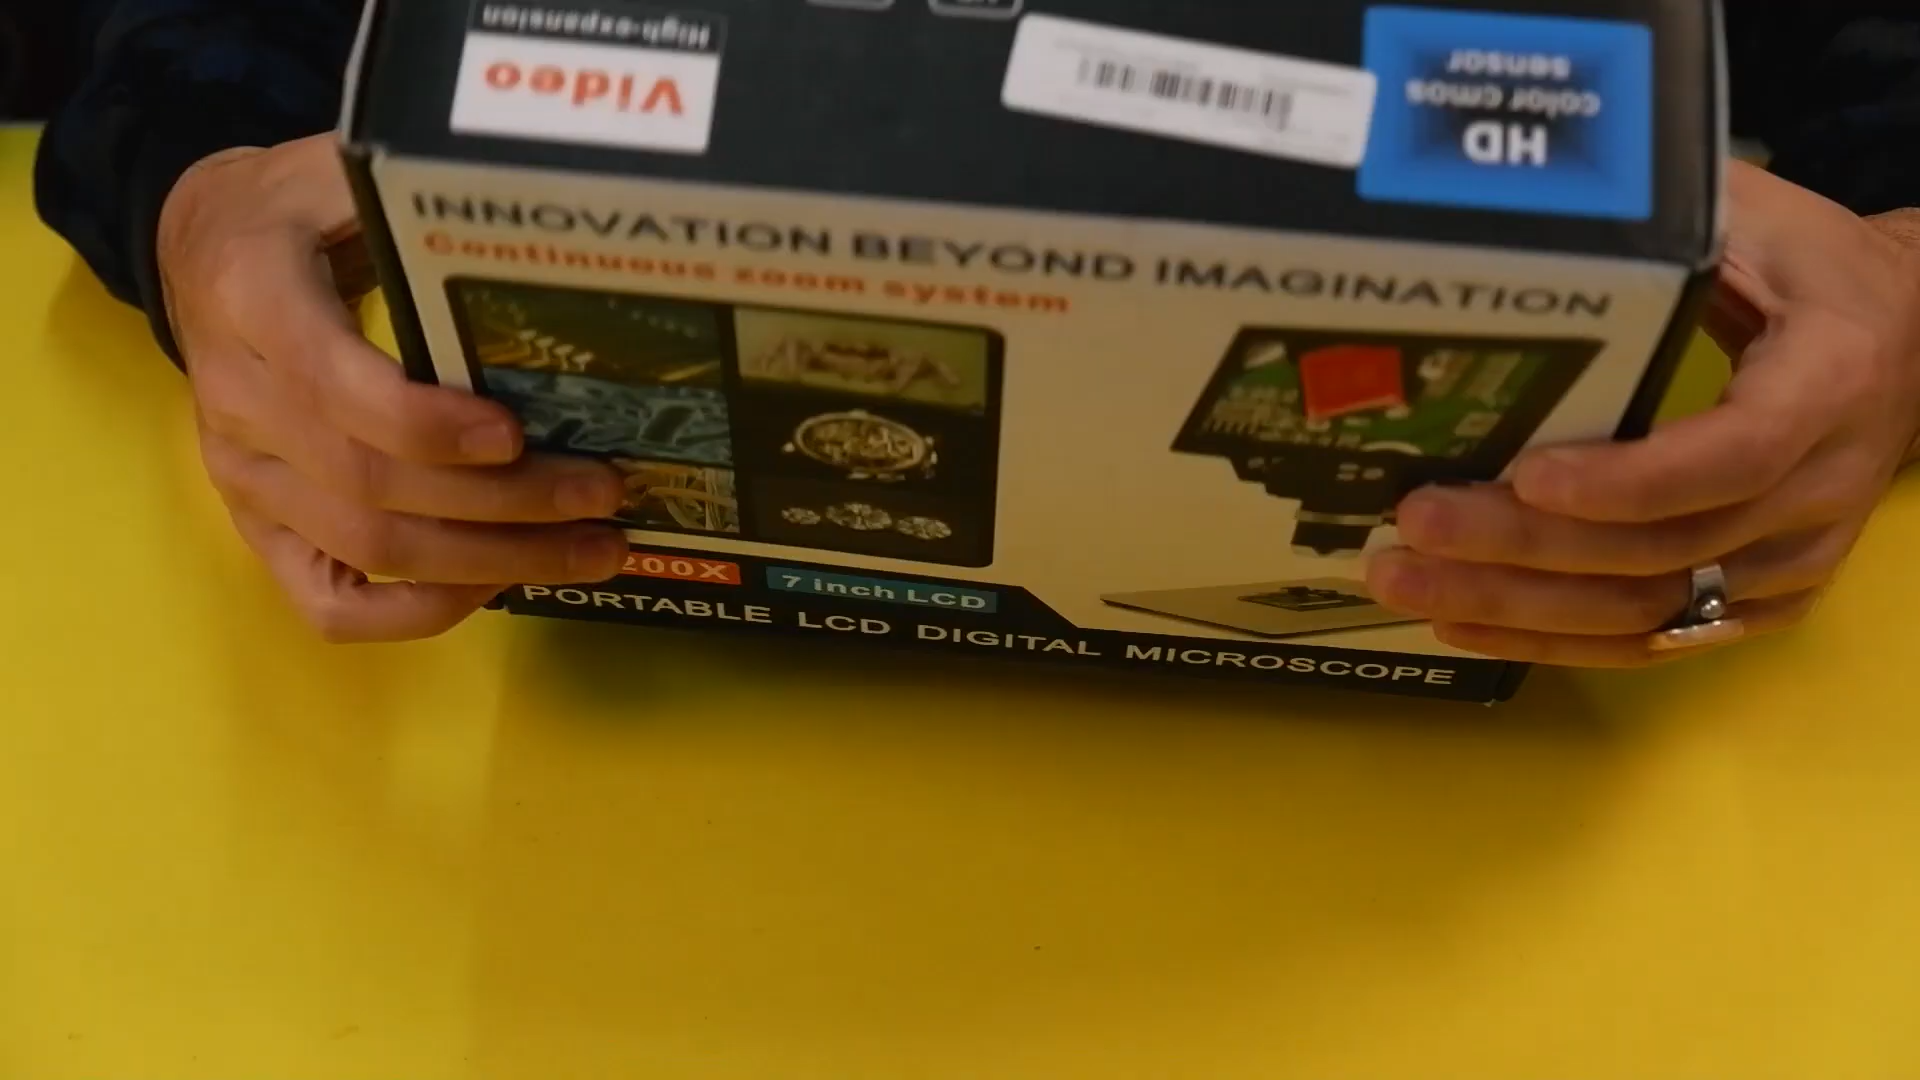 High-expansion
Video
HD
color cmos
sensor
INNOVATION BEYOND IMAGINATION
Continuous zoom system
200X
7 inch LCD
PORTABLE LCD DIGITAL MICROSCOPE